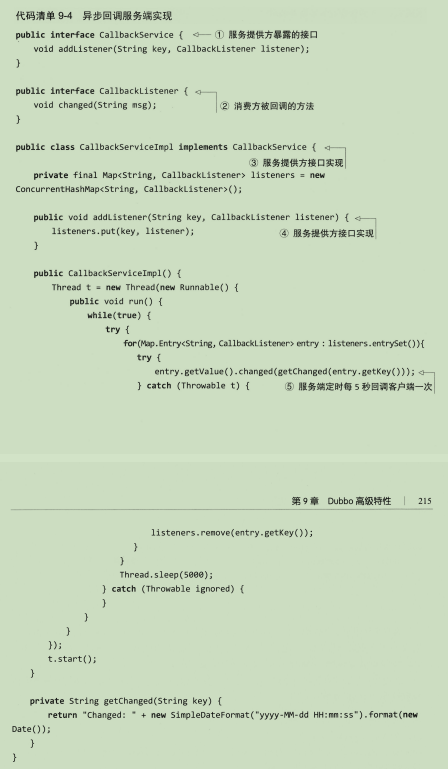 代码清单 9-4 异步回调服务端实现
public interface CallbackService { ① 服务提供方暴露的接口
void addListener(String key, CallbackListener listener);
}
public interface CallbackListener {
void changed(String msg); ② 消费方被回调的方法
}
public class CallbackServiceImpl implements CallbackService {
③ 服务提供方接口实现
private final Map<String, CallbackListener> listeners = new
ConcurrentHashMap<String, CallbackListener>();
public void addListener(String key, CallbackListener listener) {
listeners.put(key, listener); ④ 服务提供方接口实现
}
public CallbackServiceImpl() {
Thread t = new Thread(new Runnable() {
public void run() {
while(true) {
try {
for(Map.Entry<String, CallbackListener> entry : listeners.entrySet()){
try {
entry.getValue().changed(getChanged(entry.getKey()));
} catch (Throwable t) { ⑤ 服务端定时每 5 秒回调客户端一次
第 9 章 Dubbo 高级特性 | 215
listeners.remove(entry.getKey());
}
}
Thread.sleep(5000);
} catch (Throwable ignored) {
}
}
}
});
t.start();
}
private String getChanged(String key) {
return "Changed: " + new SimpleDateFormat("yyyy-MM-dd HH:mm:ss").format(new
Date());
}
}